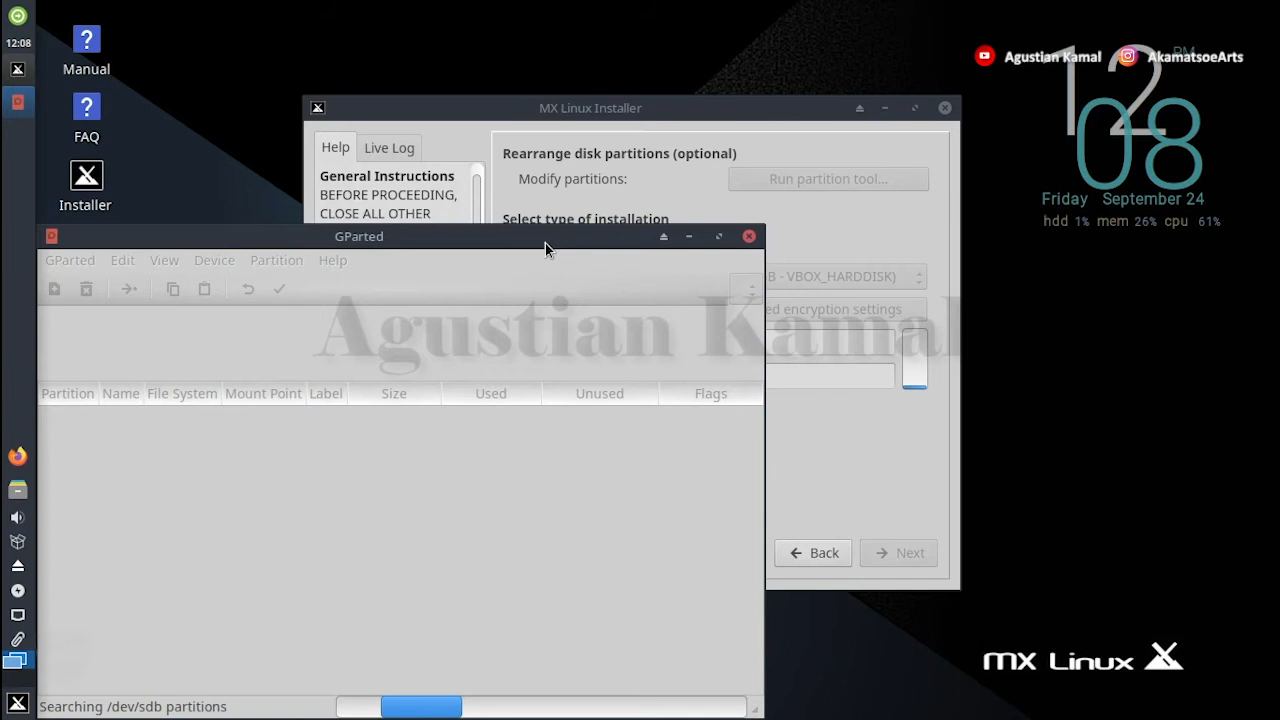 12:08
Manual
FAQ
Installer
Agustian Kamal
AkamatsoeArts
12
PM
08
Friday September 24
hdd 1% mem 26% cpu 61%
MX Linux Installer
Help
Live Log
General Instructions
BEFORE PROCEEDING,
CLOSE ALL OTHER
Rearrange disk partitions (optional)
Modify partitions:
Run partition tool...
Select type of installation
B - VBOX_HARDDISK)
ed encryption settings
Back
Next
GParted
GParted Edit View Device Partition Help
Agustian Kamal
Partition Name File System Mount Point Label Size Used Unused Flags
Searching /dev/sdb partitions
MX Linux